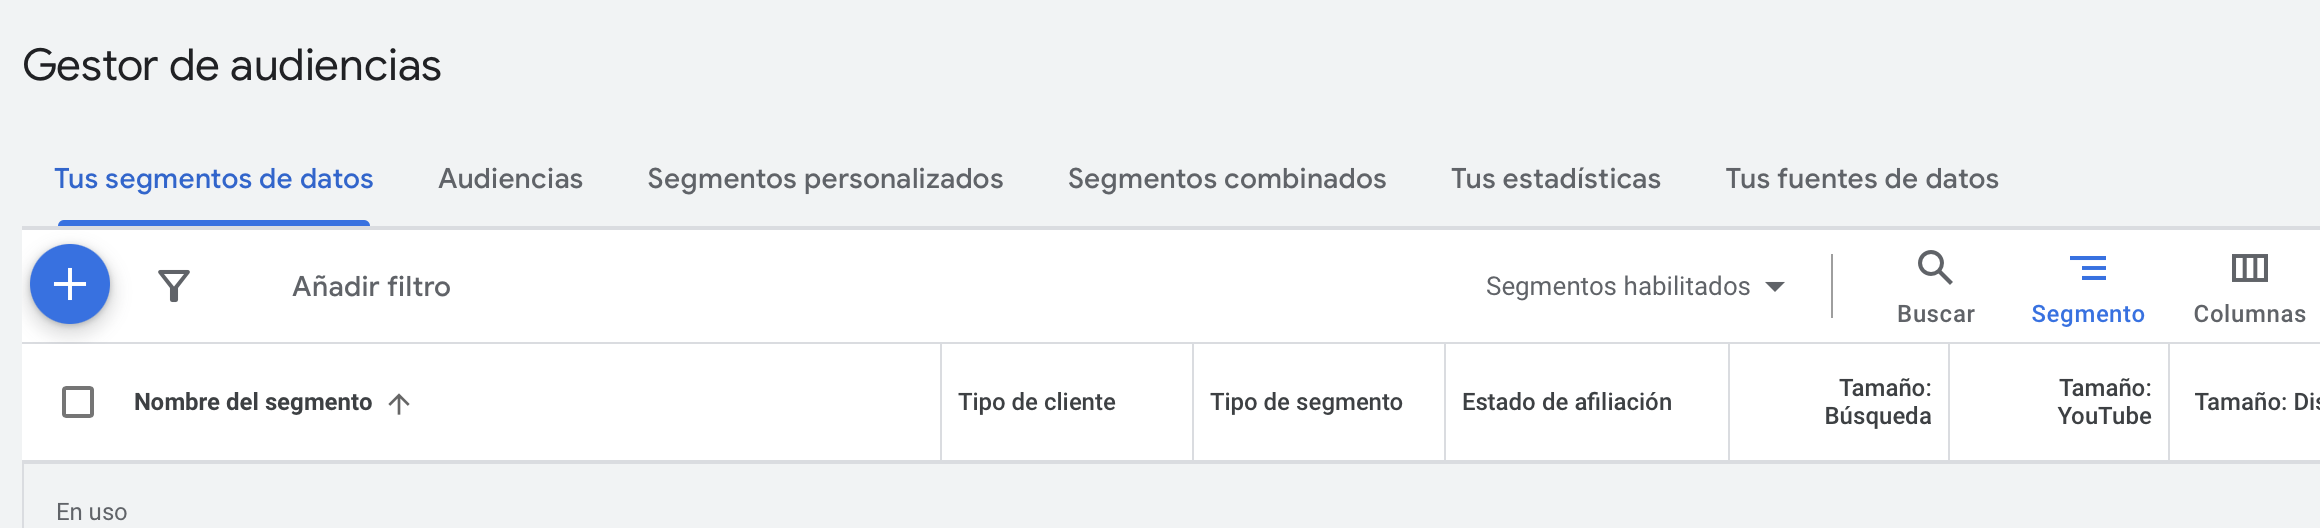 Gestor de audiencias
Tus segmentos de datos Audiencias Segmentos personalizados Segmentos combinados Tus estadísticas Tus fuentes de datos
Añadir filtro Segmentos habilitados Buscar Segmento Columnas
Nombre del segmento Tipo de cliente Tipo de segmento Estado de afiliación Tamaño: Búsqueda Tamaño: YouTube Tamaño:
En uso